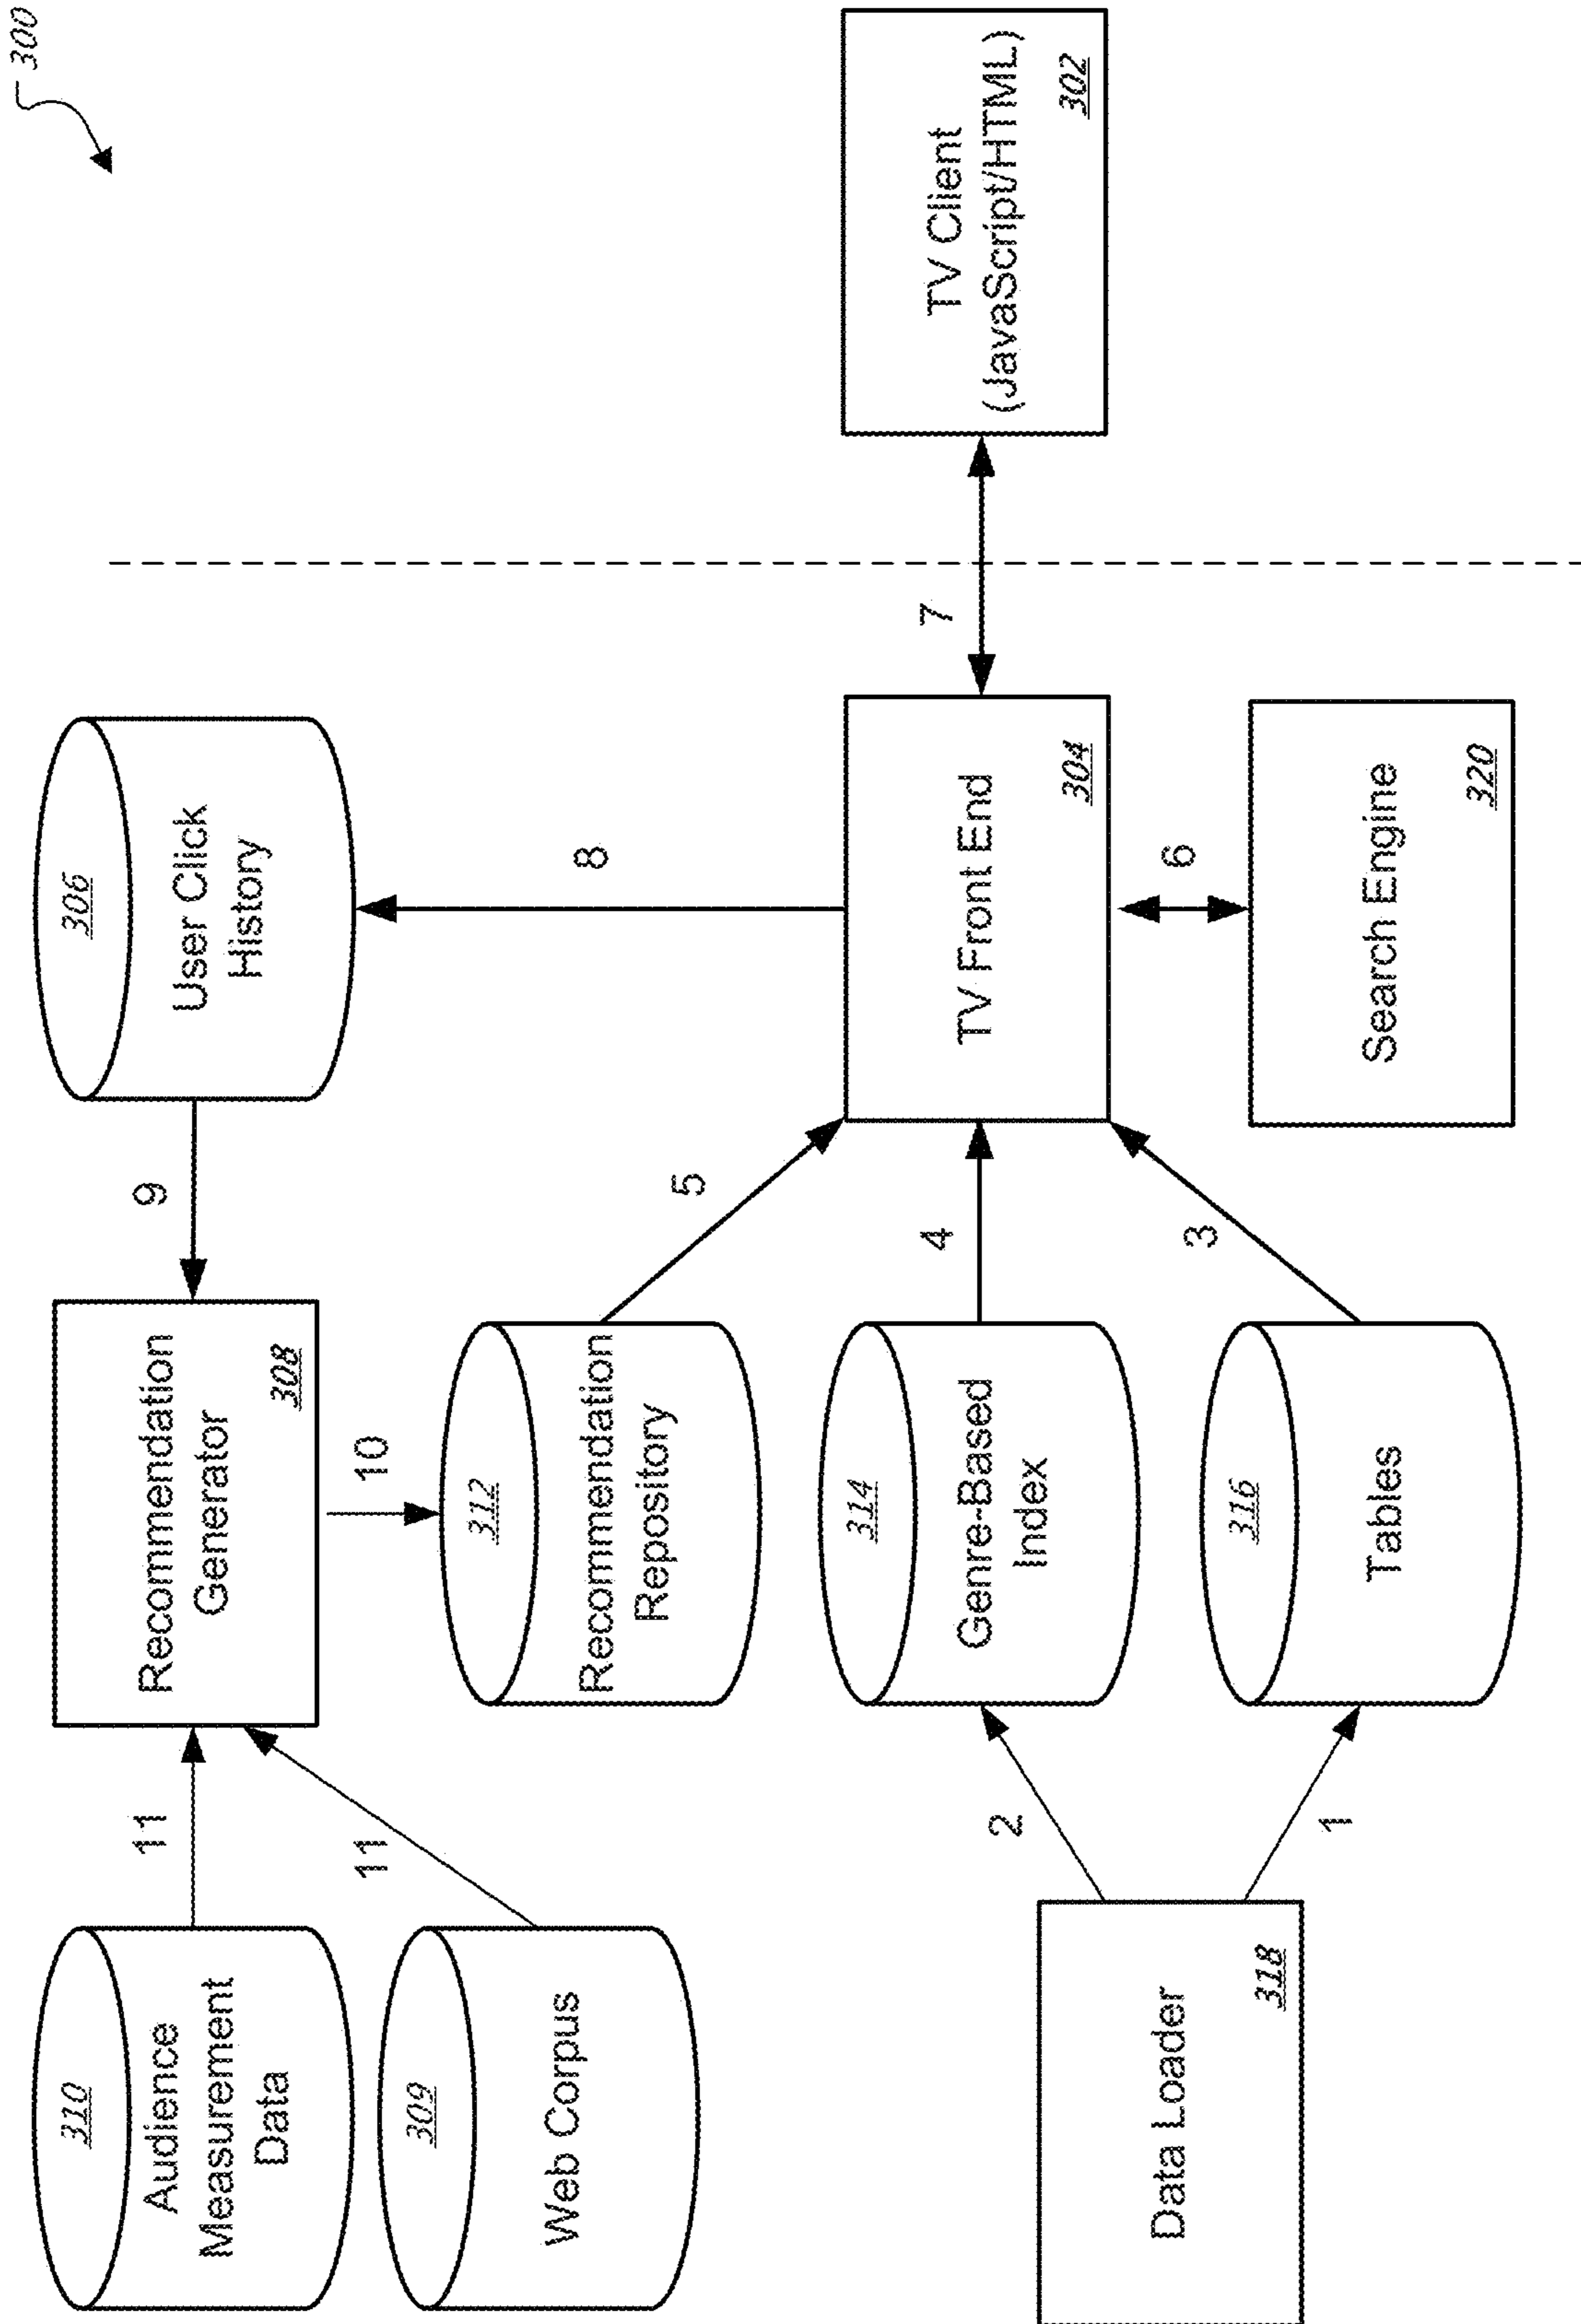 300
310
Audience
Measurement
Data
11
Recommendation
Generator
308
9
306
User Click
History
309
Web Corpus
11
10
312
Recommendation
Repository
5
8
314
Genre-Based
Index
4
TV Front End
304
7
TV Client
(JavaScript/HTML)
302
2
Data Loader
318
1
316
Tables
3
6
Search Engine
320